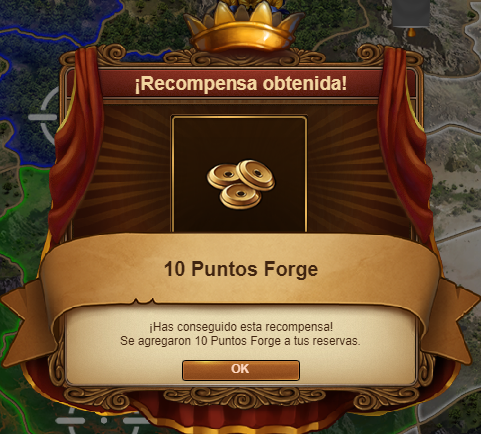 ¡Recompensa obtenida!
10 Puntos Forge
¡Has conseguido esta recompensa!
Se agregaron 10 Puntos Forge a tus reservas.
OK